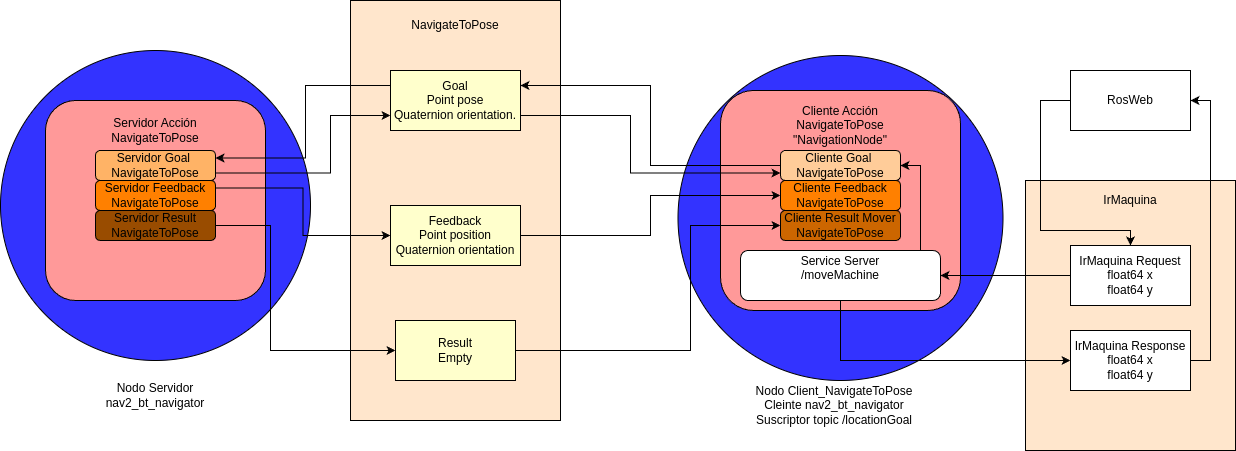 NavigateToPose
Servidor Acción
NavigateToPose
Servidor Goal
NavigateToPose
Servidor Feedback
NavigateToPose
Servidor Result
NavigateToPose
Nodo Servidor
nav2_bt_navigator
Goal
Point pose
Quaternion orientation.
Feedback
Point position
Quaternion orientation
Result
Empty
Cliente Acción
NavigateToPose
"NavigationNode"
Cliente Goal
NavigateToPose
Cliente Feedback
NavigateToPose
Cliente Result Mover
NavigateToPose
Service Server
/moveMachine
Nodo Client_NavigateToPose
Cleinte nav2_bt_navigator
Suscriptor topic /locationGoal
RosWeb
IrMaquina
IrMaquina Request
float64 x
float64 y
IrMaquina Response
float64 x
float64 y